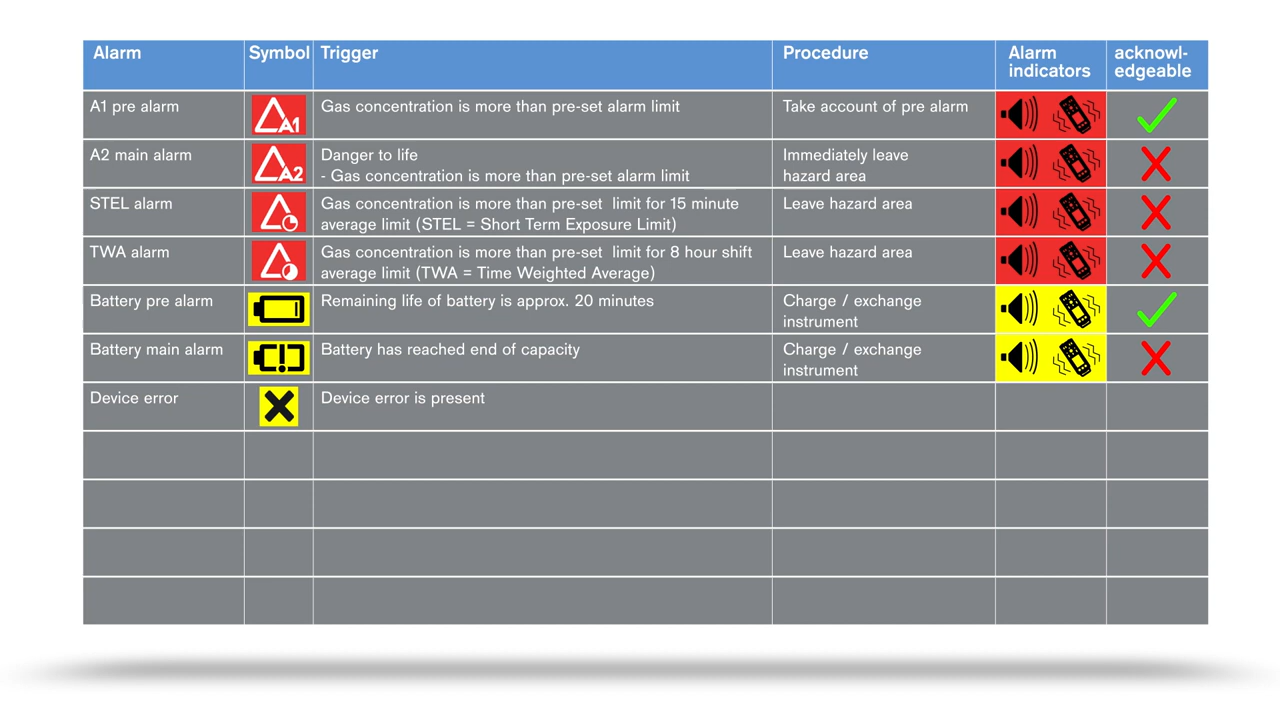 Alarm Symbol Trigger Procedure Alarm indicators acknowl-edgeable
A1 pre alarm A1 Gas concentration is more than pre-set alarm limit Take account of pre alarm
A2 main alarm A2 Danger to life Immediately leave
- Gas concentration is more than pre-set alarm limit hazard area
STEL alarm Gas concentration is more than pre-set limit for 15 minute Leave hazard area
average limit (STEL = Short Term Exposure Limit)
TWA alarm Gas concentration is more than pre-set limit for 8 hour shift Leave hazard area
average limit (TWA = Time Weighted Average)
Battery pre alarm Remaining life of battery is approx. 20 minutes Charge / exchange
instrument
Battery main alarm Battery has reached end of capacity Charge / exchange
instrument
Device error Device error is present